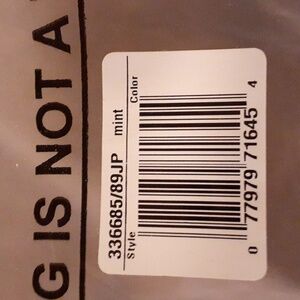 G IS NOT A
336685/89JP mint
Style Color
0 77979 71645 4